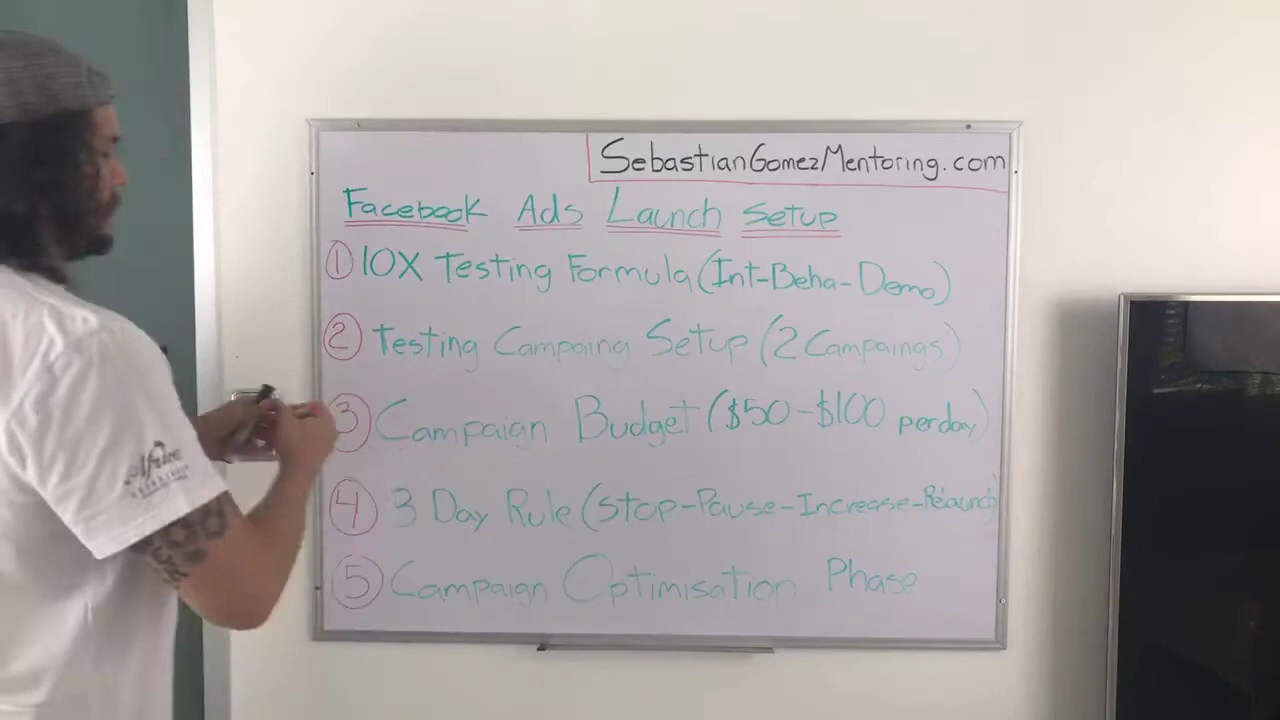 SebastianGomezMentoring.com
Facebook Ads Launch Setup
① 10X Testing Formula (Int-Beha-Demo)
② Testing Campaing Setup (2 Campaings)
③ Campaign Budget ($50-$100 per day)
④ 3 Day Rule (Stop-Pause-Increase-Relaunch)
⑤ Campaign Optimisation Phase
Africa